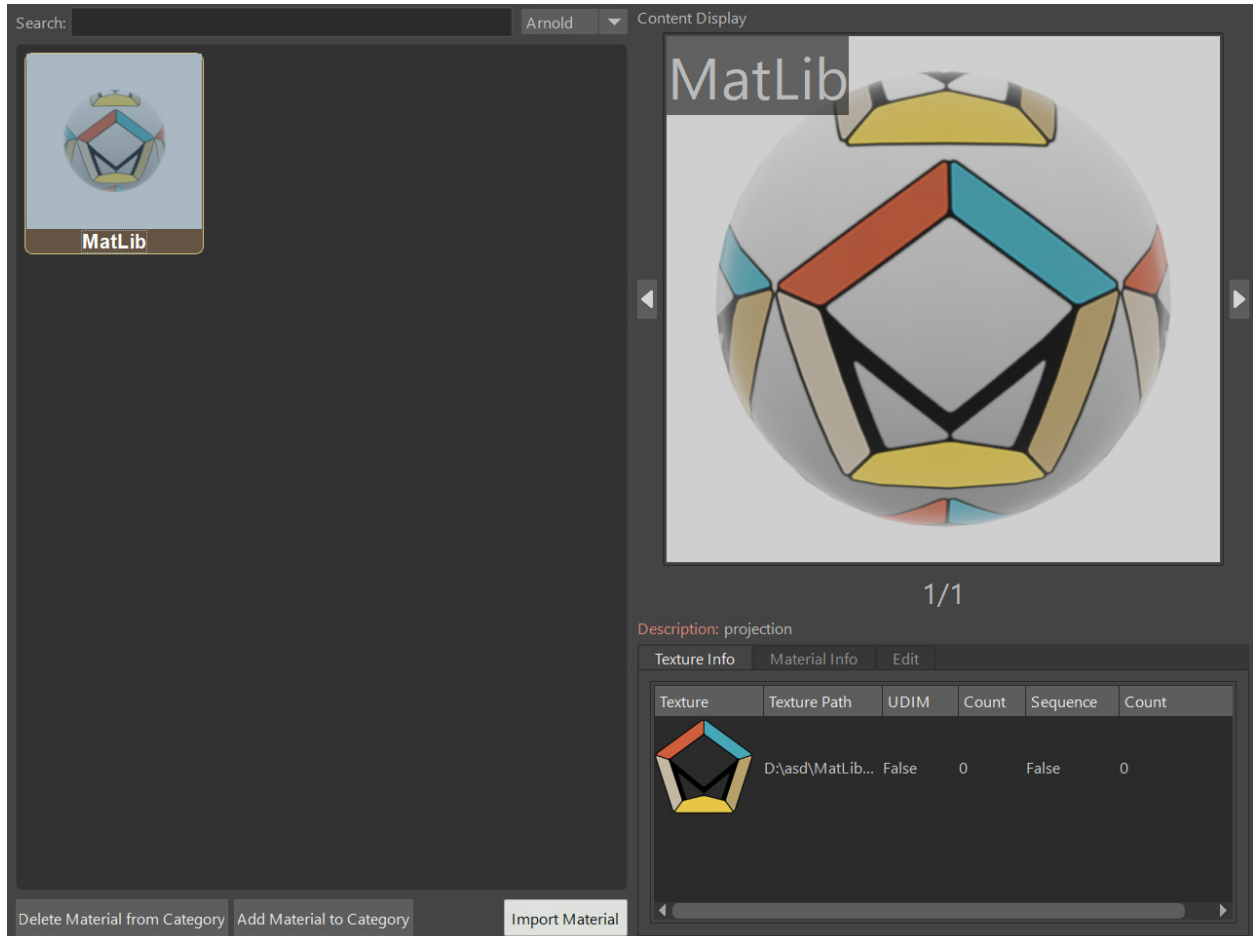 Search:
Arnold
MatLib
Delete Material from Category
Add Material to Category
Import Material
Content Display
MatLib
1/1
Description: projection
Texture Info Material Info Edit
Texture Texture Path UDIM Count Sequence Count
D:\asd\MatLib... False 0 False 0